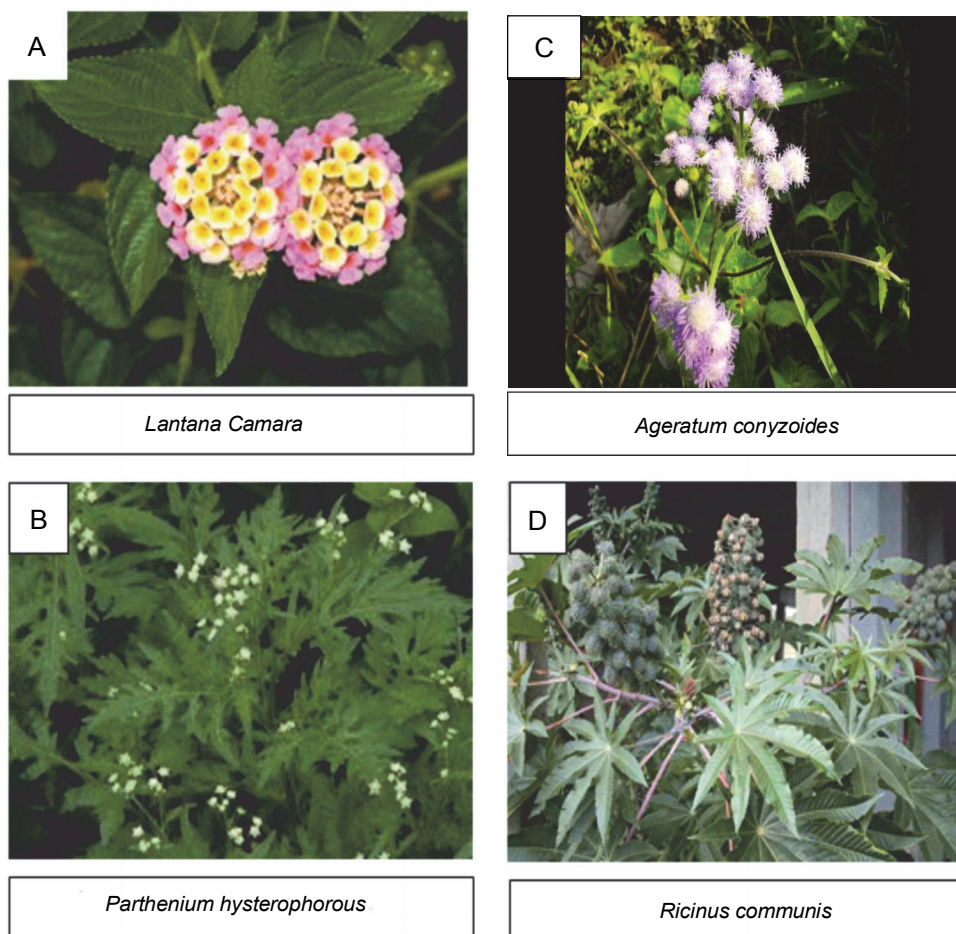 A
Lantana Camara
B
Parthenium hysterophorous
C
Ageratum conyzoides
D
Ricinus communis